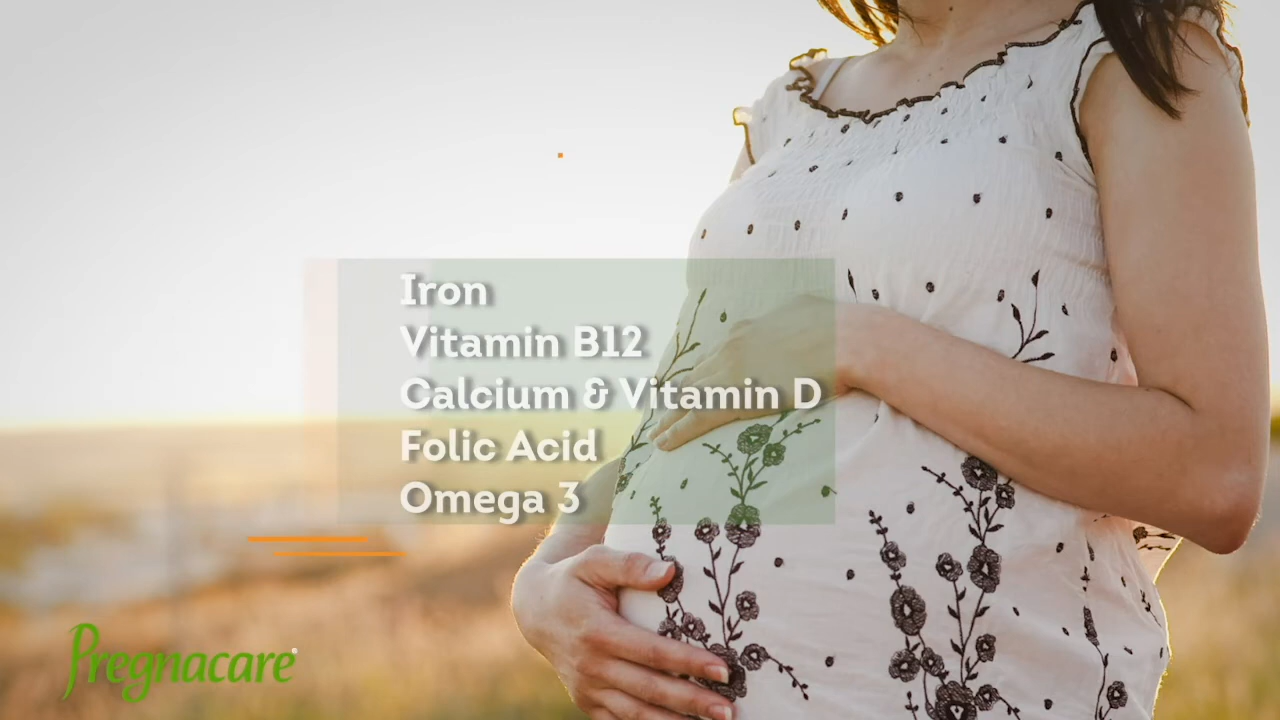 Iron
Vitamin B12
Calcium & Vitamin D
Folic Acid
Omega 3
Pregnacare®